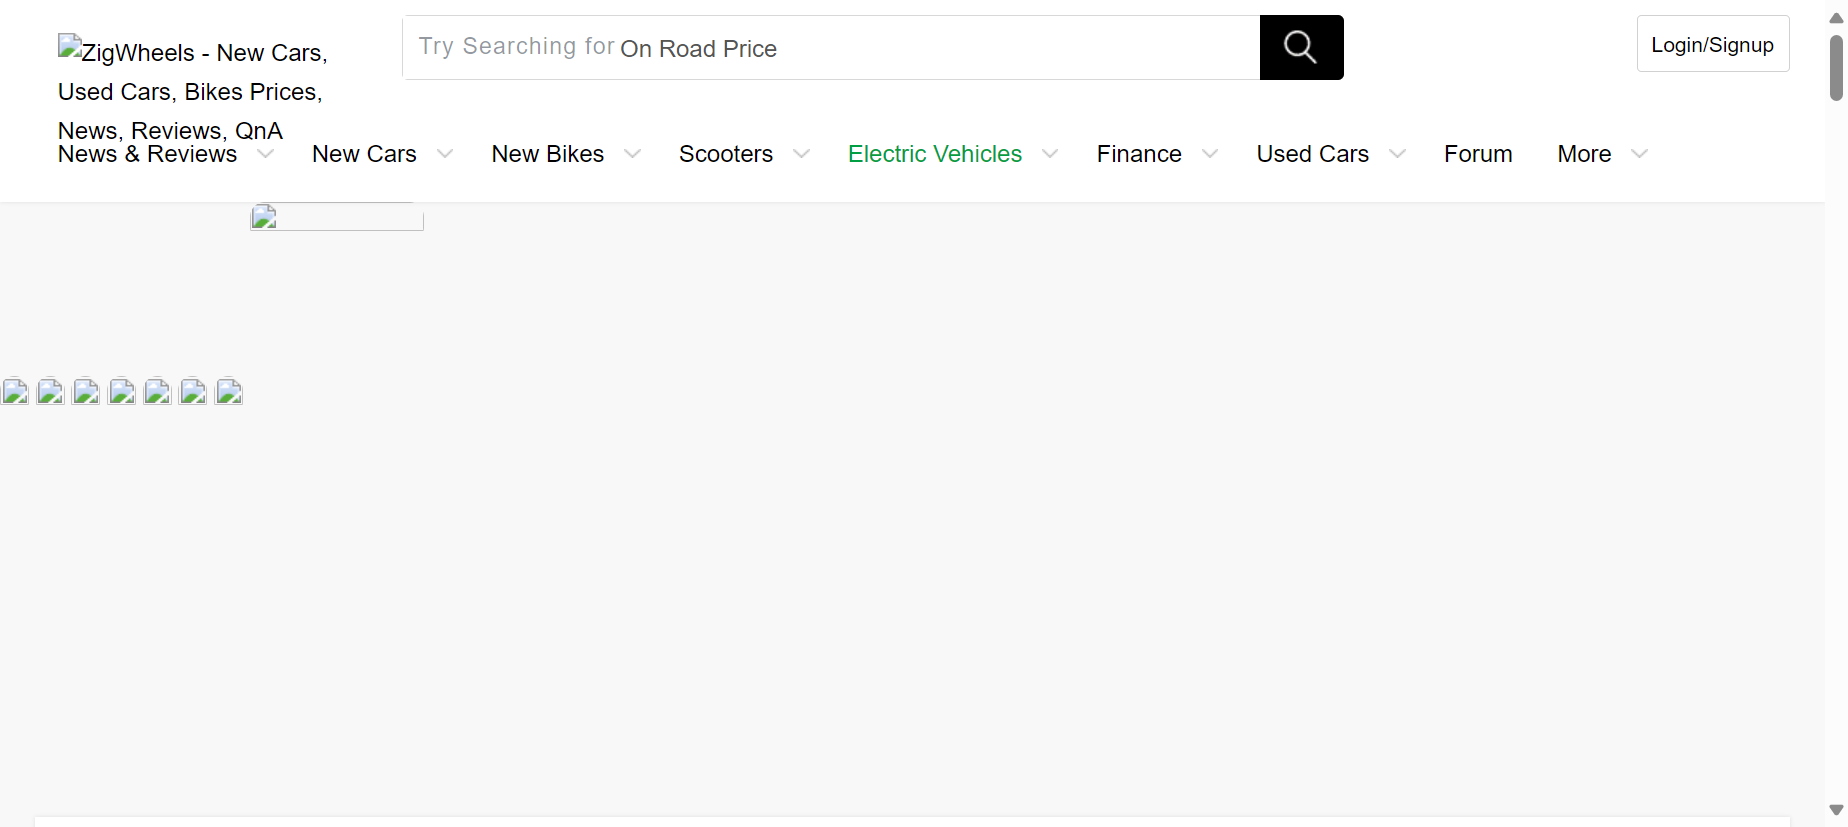 ZigWheels - New Cars,
Used Cars, Bikes Prices,
News, Reviews, QnA
Try Searching for On Road Price
Login/Signup
News & Reviews New Cars New Bikes Scooters Electric Vehicles Finance Used Cars Forum More